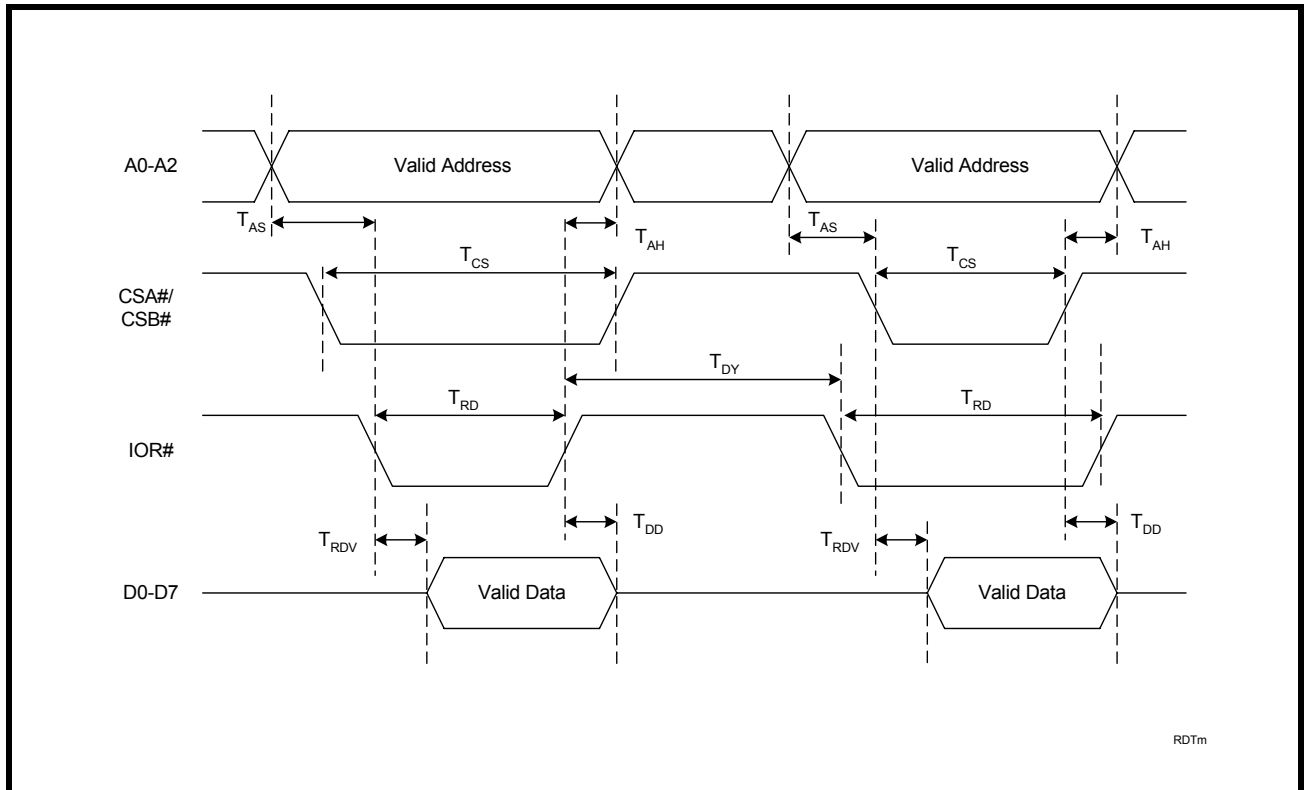 A0-A2
Valid Address
Valid Address
TAS
TAH
TAS
TAH
TCS
TCS
CSA#/
CSB#
TDY
TRD
TRD
IOR#
TRDV
TDD
TRDV
TDD
D0-D7
Valid Data
Valid Data
RDTm